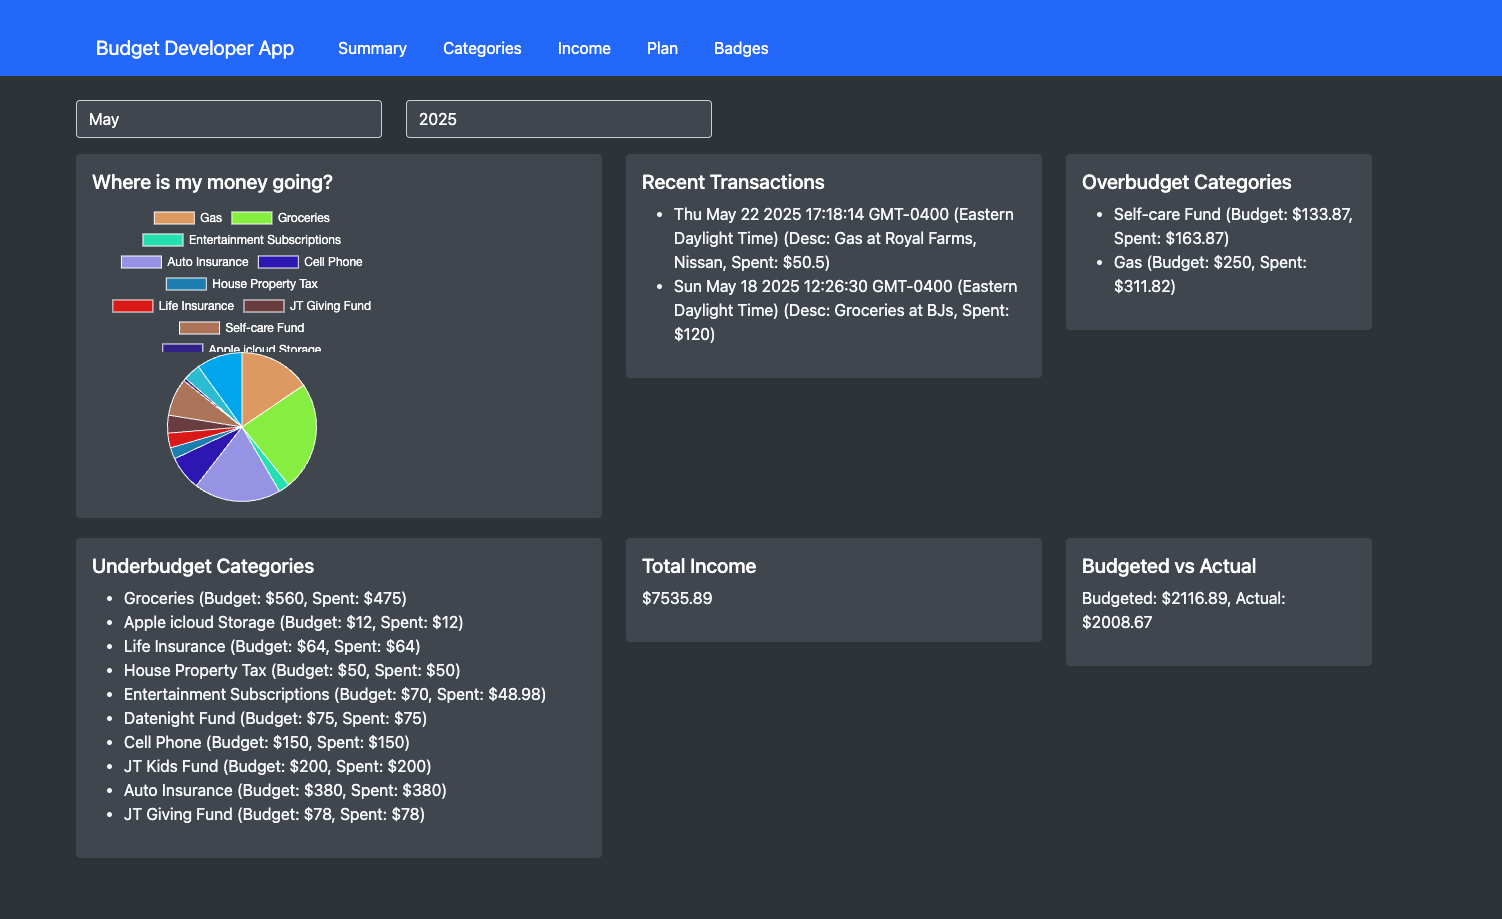 Budget Developer App Summary Categories Income Plan Badges
May
2025
Where is my money going?
Gas Groceries
Entertainment Subscriptions
Auto Insurance Cell Phone
House Property Tax
Life Insurance JT Giving Fund
Self-care Fund
Apple icloud Storage
Recent Transactions
Thu May 22 2025 17:18:14 GMT-0400 (Eastern
Daylight Time) (Desc: Gas at Royal Farms,
Nissan, Spent: $50.5)
Sun May 18 2025 12:26:30 GMT-0400 (Eastern
Daylight Time) (Desc: Groceries at BJs, Spent:
$120)
Overbudget Categories
Self-care Fund (Budget: $133.87,
Spent: $163.87)
Gas (Budget: $250, Spent:
$311.82)
Underbudget Categories
Groceries (Budget: $560, Spent: $475)
Apple icloud Storage (Budget: $12, Spent: $12)
Life Insurance (Budget: $64, Spent: $64)
House Property Tax (Budget: $50, Spent: $50)
Entertainment Subscriptions (Budget: $70, Spent: $48.98)
Datenight Fund (Budget: $75, Spent: $75)
Cell Phone (Budget: $150, Spent: $150)
JT Kids Fund (Budget: $200, Spent: $200)
Auto Insurance (Budget: $380, Spent: $380)
JT Giving Fund (Budget: $78, Spent: $78)
Total Income
$7535.89
Budgeted vs Actual
Budgeted: $2116.89, Actual:
$2008.67